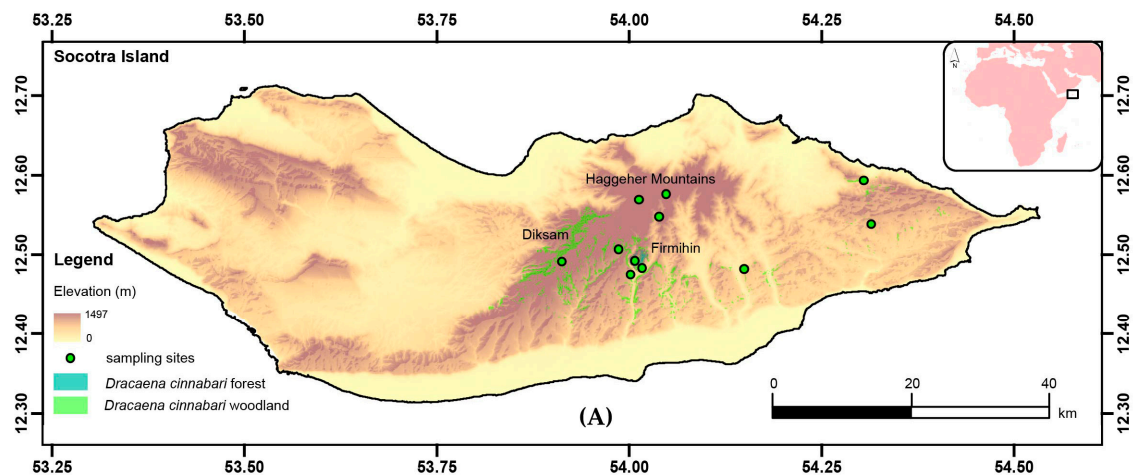 53.25 53.50 53.75 54.00 54.25 54.50
Socotra Island
N
12.70 12.70
12.60 12.60
Haggeher Mountains
Diksam
Firmihin
12.50 12.50
Legend
Elevation (m)
1497
0
12.40 12.40
sampling sites
Dracaena cinnabari forest
Dracaena cinnabari woodland
(A)
0 20 40
km
12.30 12.30
53.25 53.50 53.75 54.00 54.25 54.50